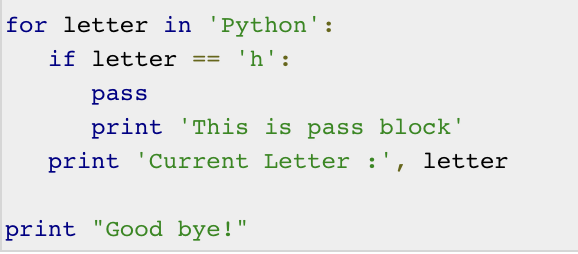 for letter in 'Python':
   if letter == 'h':
      pass
      print 'This is pass block'
   print 'Current Letter :', letter

print "Good bye!"